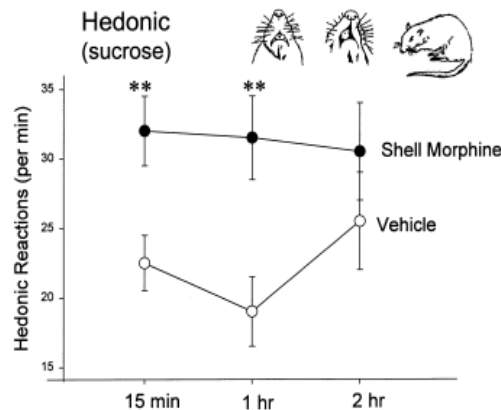 Hedonic
(sucrose)
** **
35
30
25
20
15
Hedonic Reactions (per min)
Shell Morphine
Vehicle
15 min 1 hr 2 hr